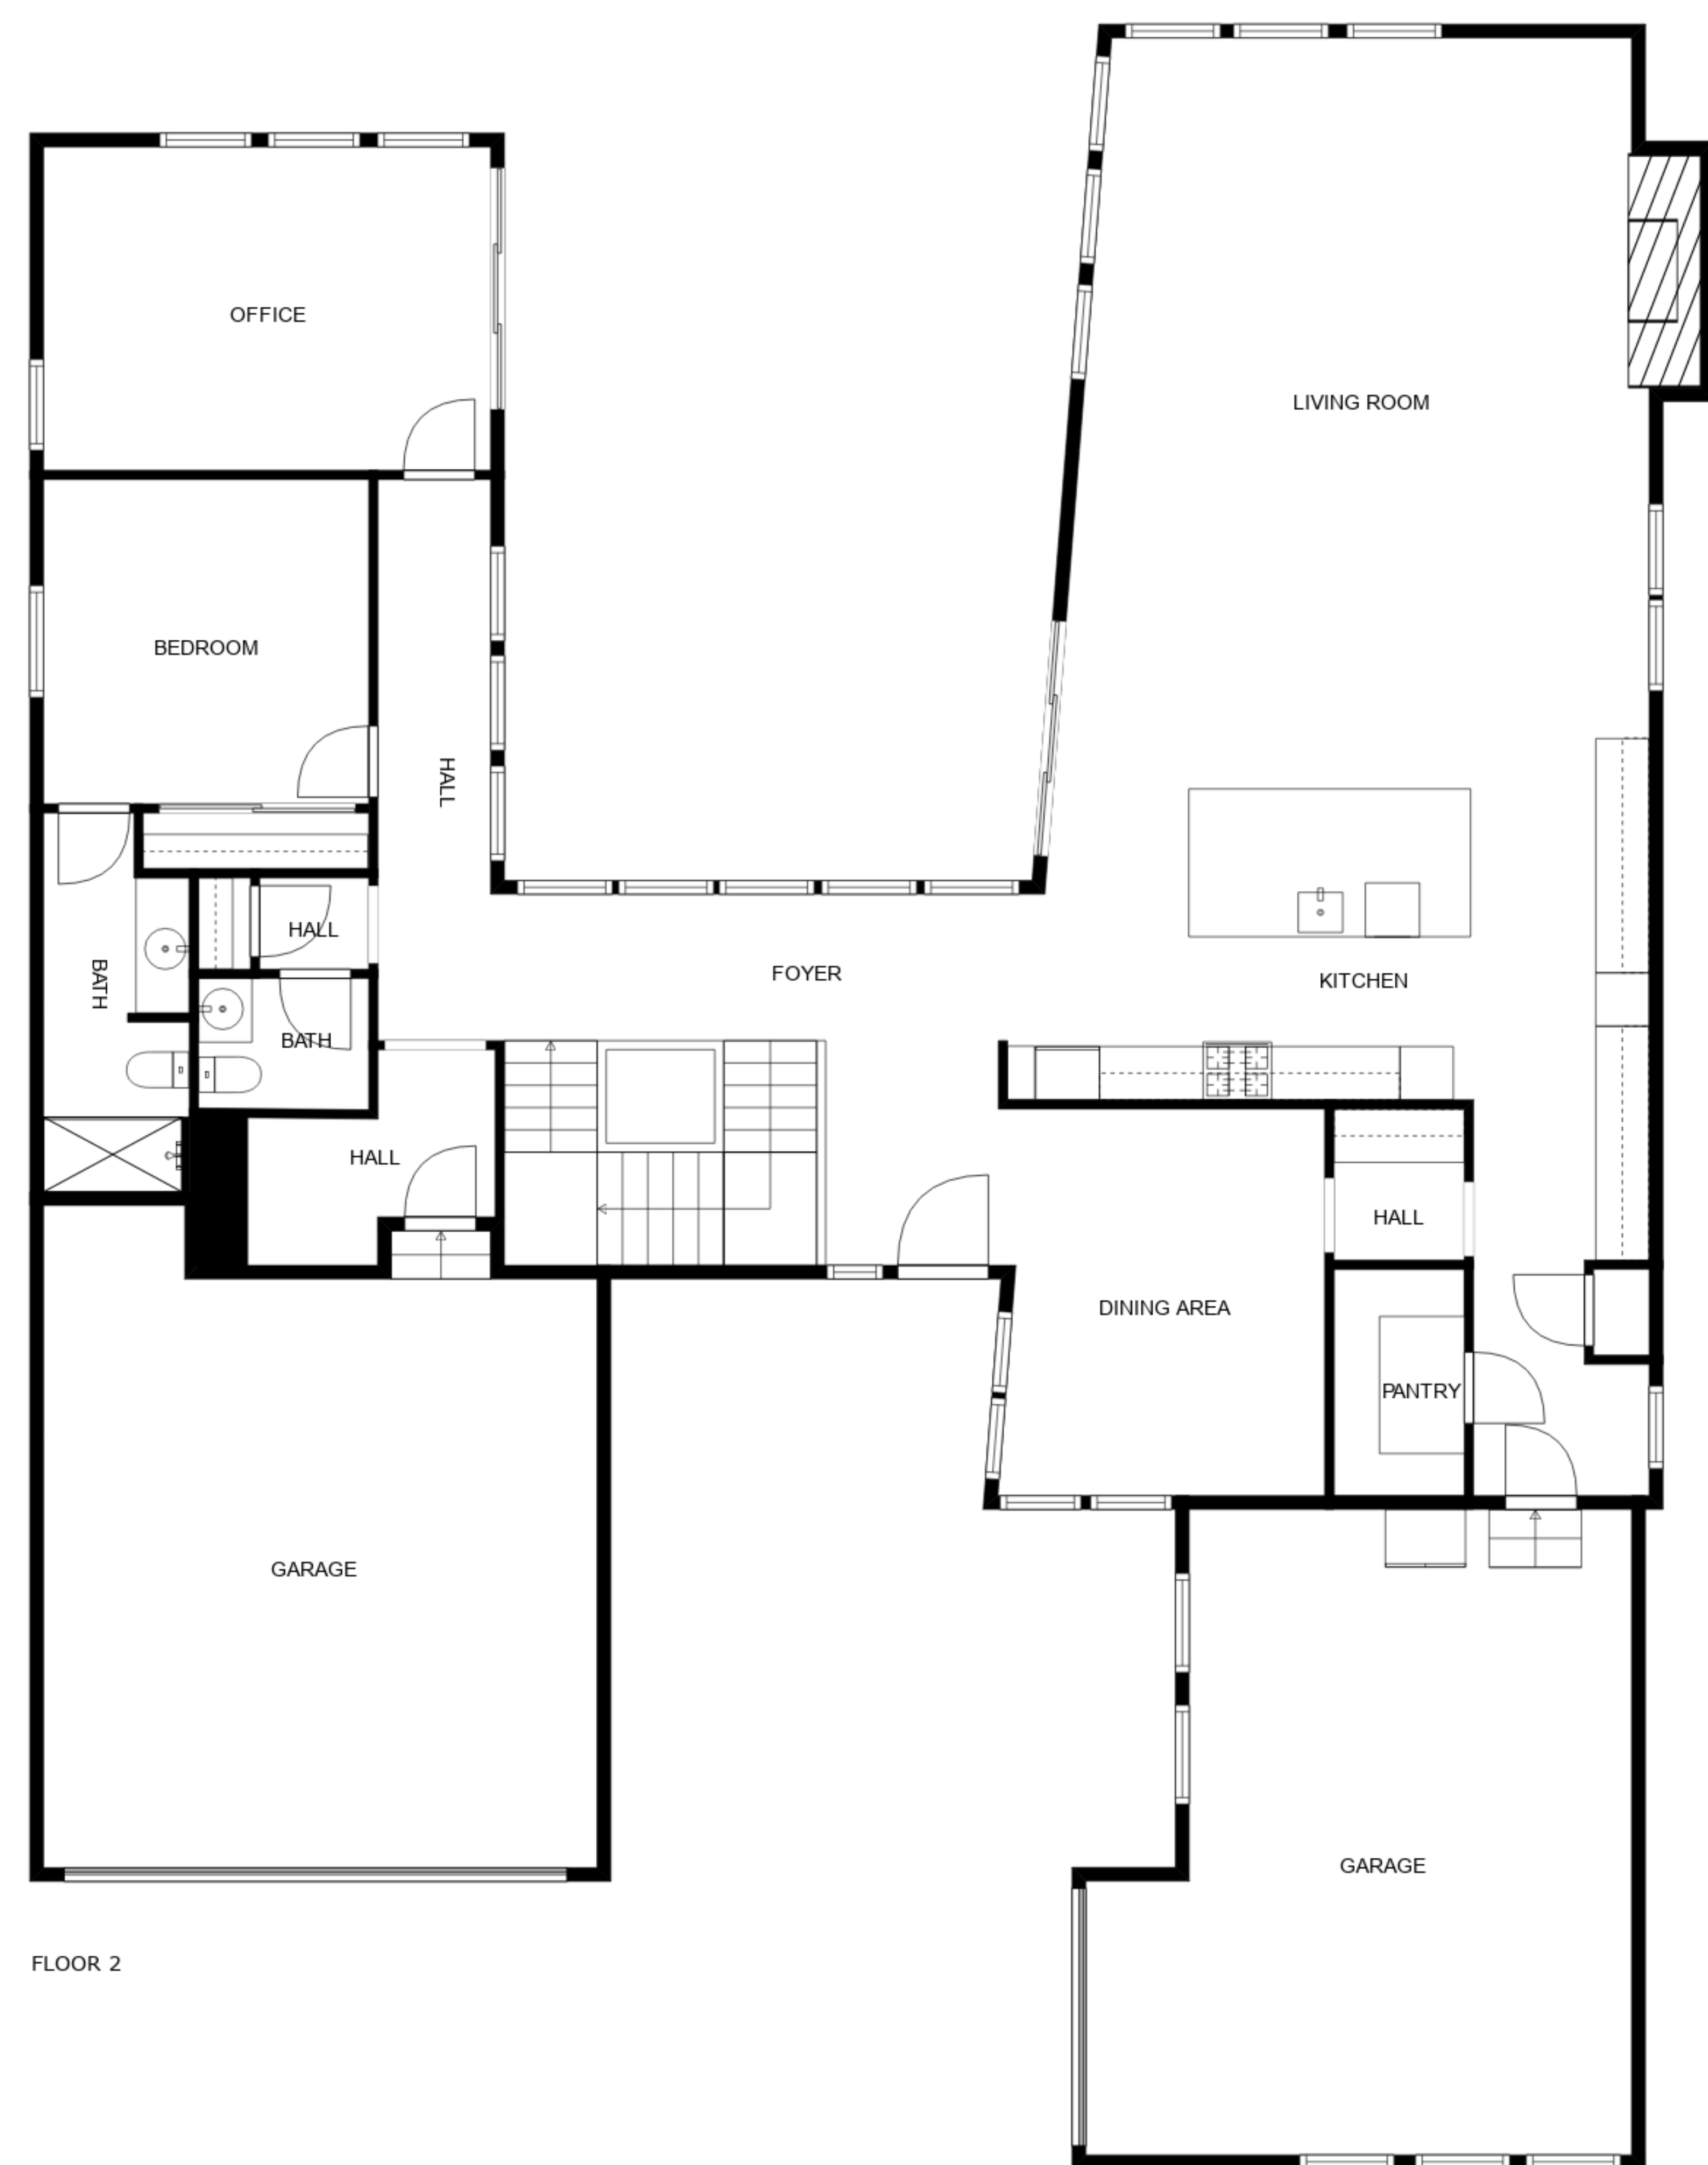 OFFICE
LIVING ROOM
BEDROOM
HALL
HALL
BATH
FOYER
KITCHEN
BATH
HALL
HALL
DINING AREA
PANTRY
GARAGE
GARAGE
FLOOR 2